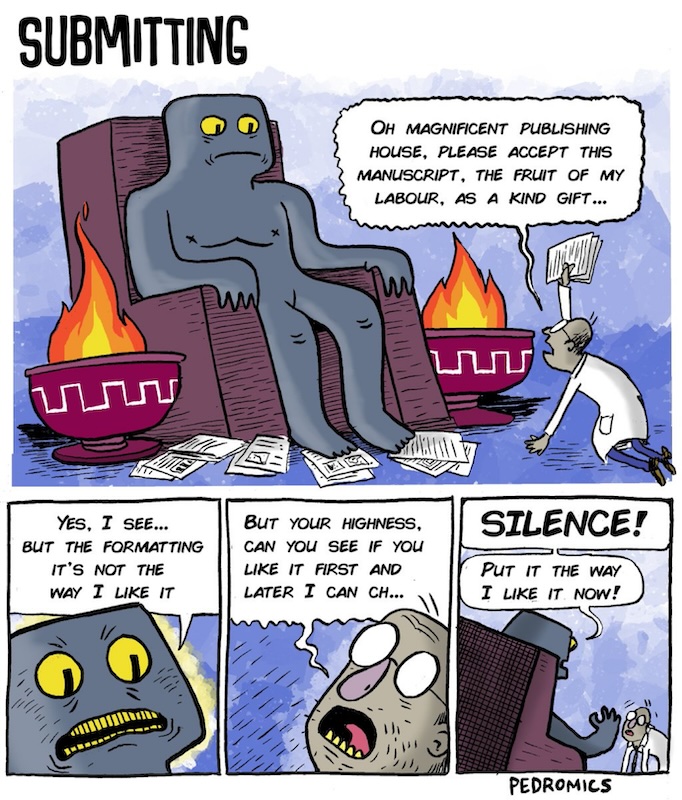 SUBMITTING
OH MAGNIFICENT PUBLISHING
HOUSE, PLEASE ACCEPT THIS
MANUSCRIPT, THE FRUIT OF MY
LABOUR, AS A KIND GIFT...
YES, I SEE...
BUT THE FORMATTING
IT'S NOT THE
WAY I LIKE IT
BUT YOUR HIGHNESS,
CAN YOU SEE IF YOU
LIKE IT FIRST AND
LATER I CAN CH...
SILENCE!
PUT IT THE WAY
I LIKE IT NOW!
PEDROMICS